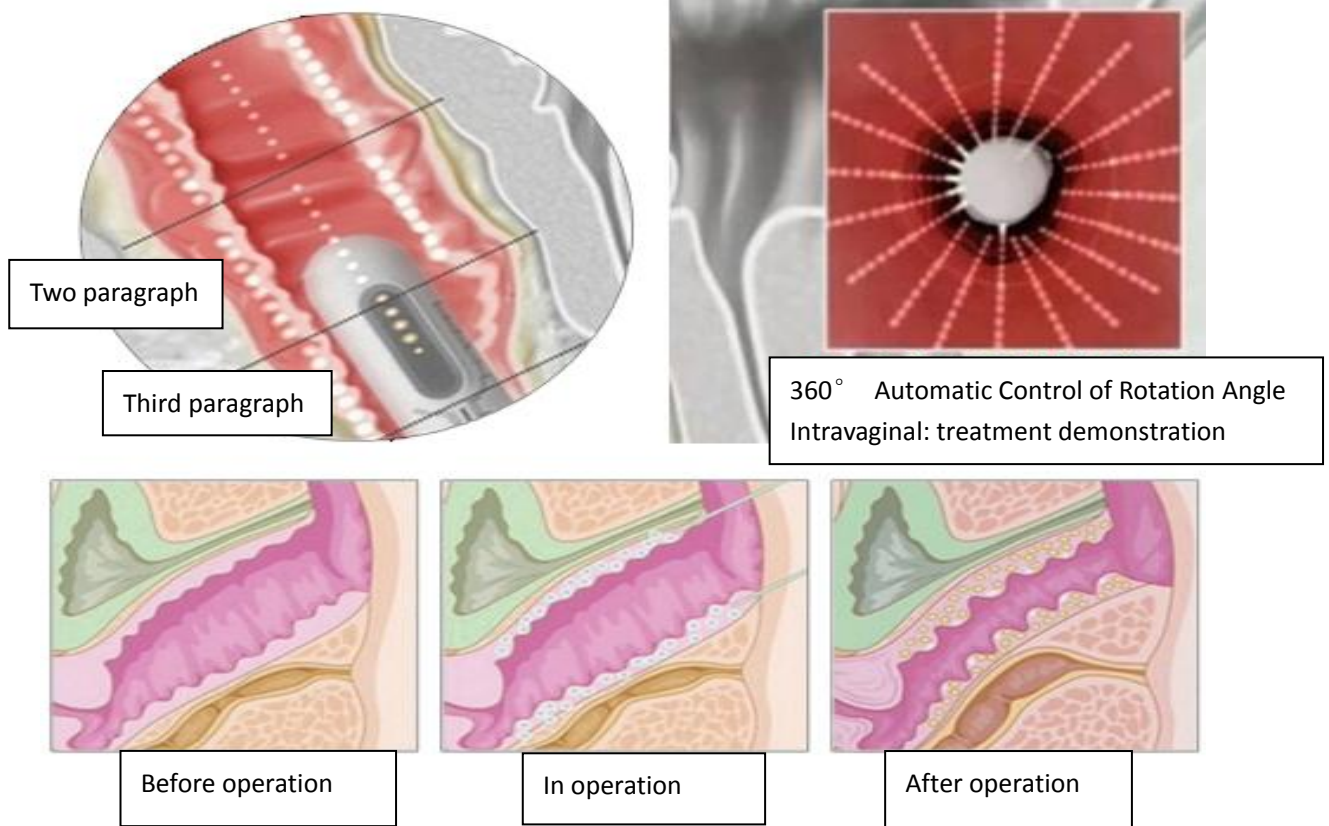 Two paragraph
Third paragraph
360° Automatic Control of Rotation Angle
Intravaginal: treatment demonstration
Before operation
In operation
After operation